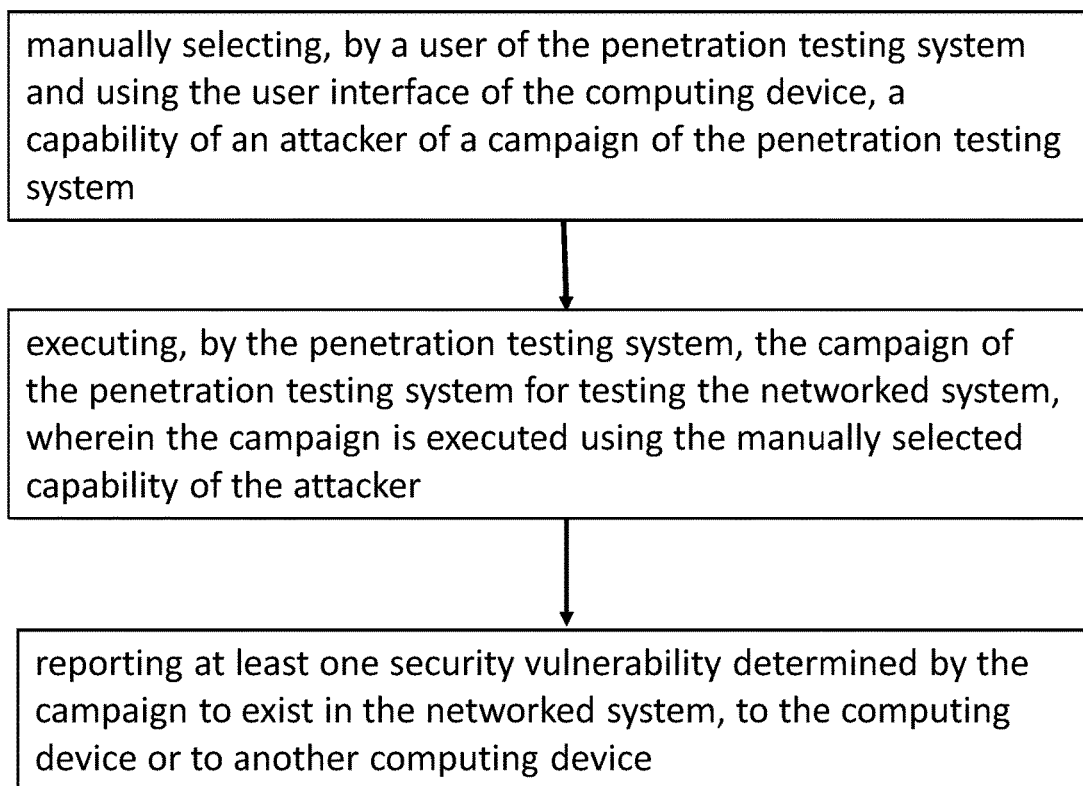 manually selecting, by a user of the penetration testing system
and using the user interface of the computing device, a
capability of an attacker of a campaign of the penetration testing
system
executing, by the penetration testing system, the campaign of
the penetration testing system for testing the networked system,
wherein the campaign is executed using the manually selected
capability of the attacker
reporting at least one security vulnerability determined by the
campaign to exist in the networked system, to the computing
device or to another computing device